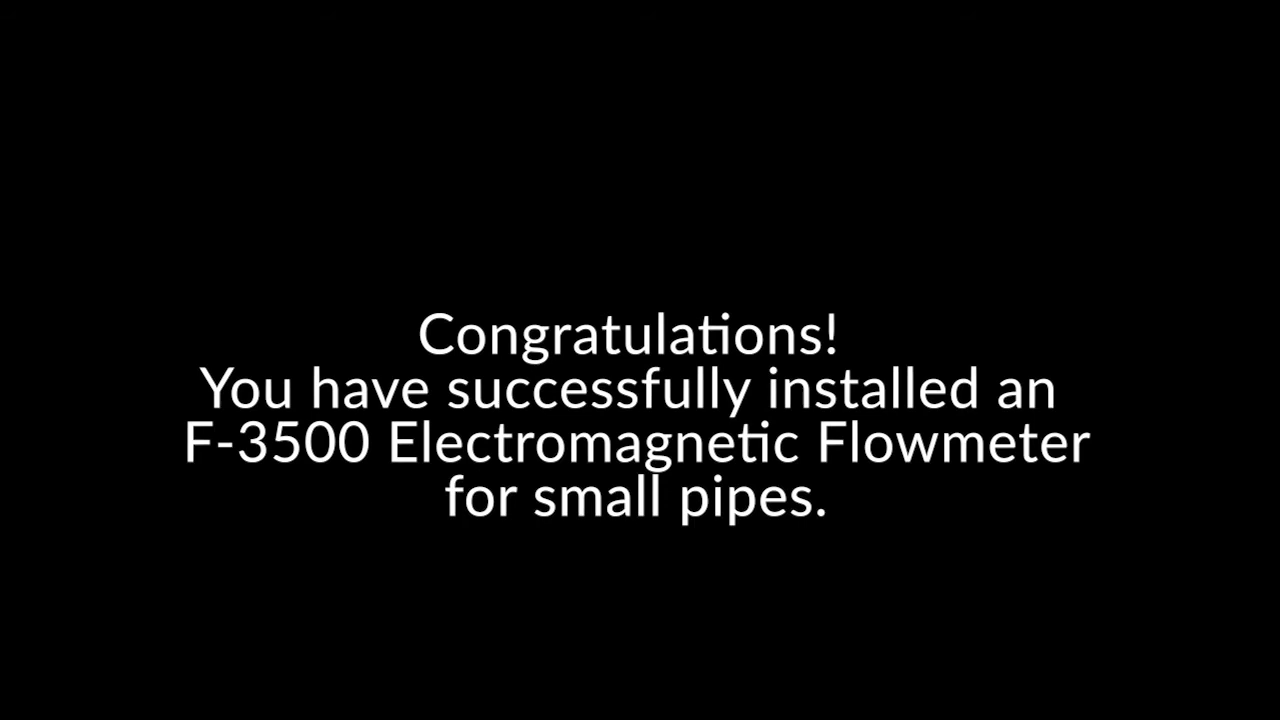 Congratulations!
You have successfully installed an
F-3500 Electromagnetic Flowmeter
for small pipes.